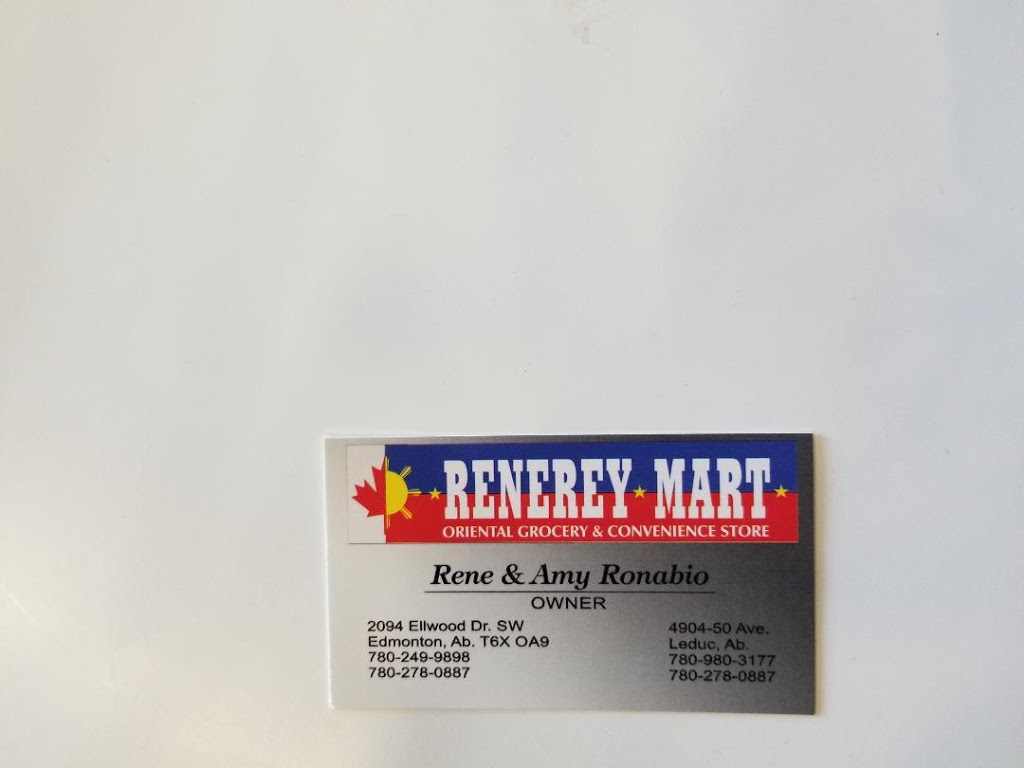 RENEREY MART
ORIENTAL GROCERY & CONVENIENCE STORE
Rene & Amy Ronabio
OWNER
2094 Ellwood Dr. SW
Edmonton, Ab. T6X OA9
780-249-9898
780-278-0887
4904-50 Ave.
Leduc, Ab.
780-980-3177
780-278-0887